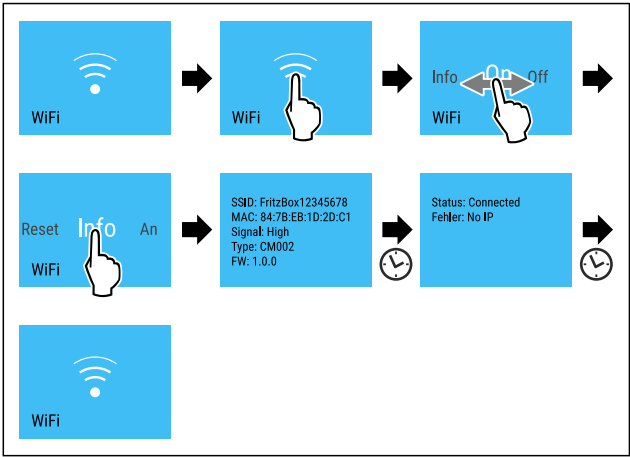 WiFi
WiFi
Info On Off
WiFi
Reset Info An
WiFi
SSID: FritzBox12345678
MAC: 84:7B:EB:1D:2D:C1
Signal: High
Type: CM002
FW: 1.0.0
Status: Connected
Fehler: No IP
WiFi